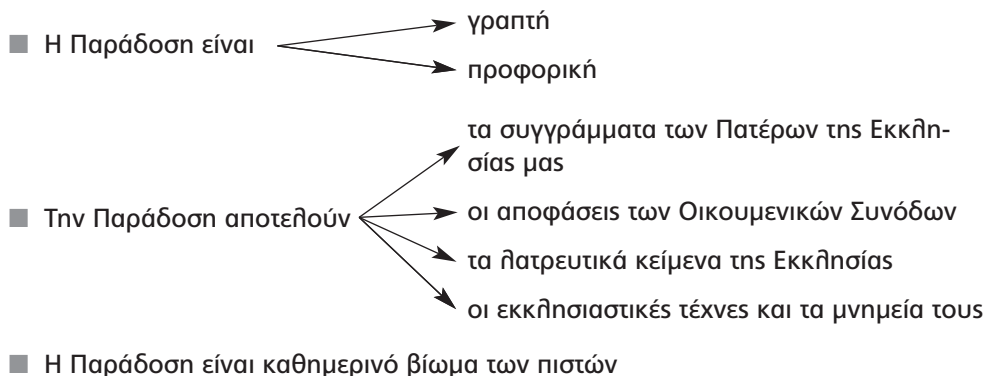 ■ Η Παράδοση είναι
γραπτή
προφορική
■ Την Παράδοση αποτελούν
τα συγγράμματα των Πατέρων της Εκκλη-
σίας μας
οι αποφάσεις των Οικουμενικών Συνόδων
τα λατρευτικά κείμενα της Εκκλησίας
οι εκκλησιαστικές τέχνες και τα μνημεία τους
■ Η Παράδοση είναι καθημερινό βίωμα των πιστών